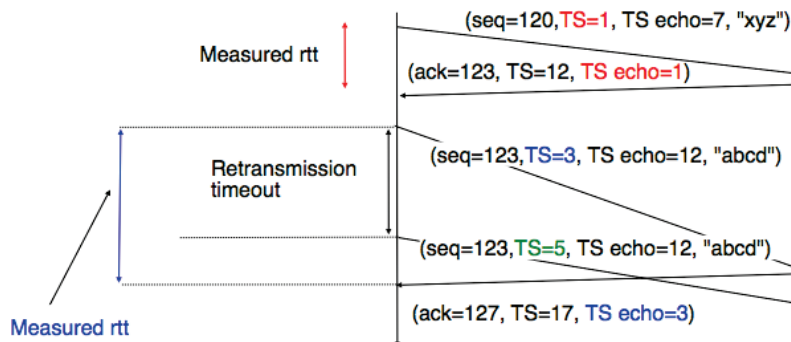 (seq=120,TS=1, TS echo=7, "xyz")
Measured rtt
(ack=123, TS=12, TS echo=1)
(seq=123,TS=3, TS echo=12, "abcd")
Retransmission
timeout
(seq=123,TS=5, TS echo=12, "abcd")
(ack=127, TS=17, TS echo=3)
Measured rtt